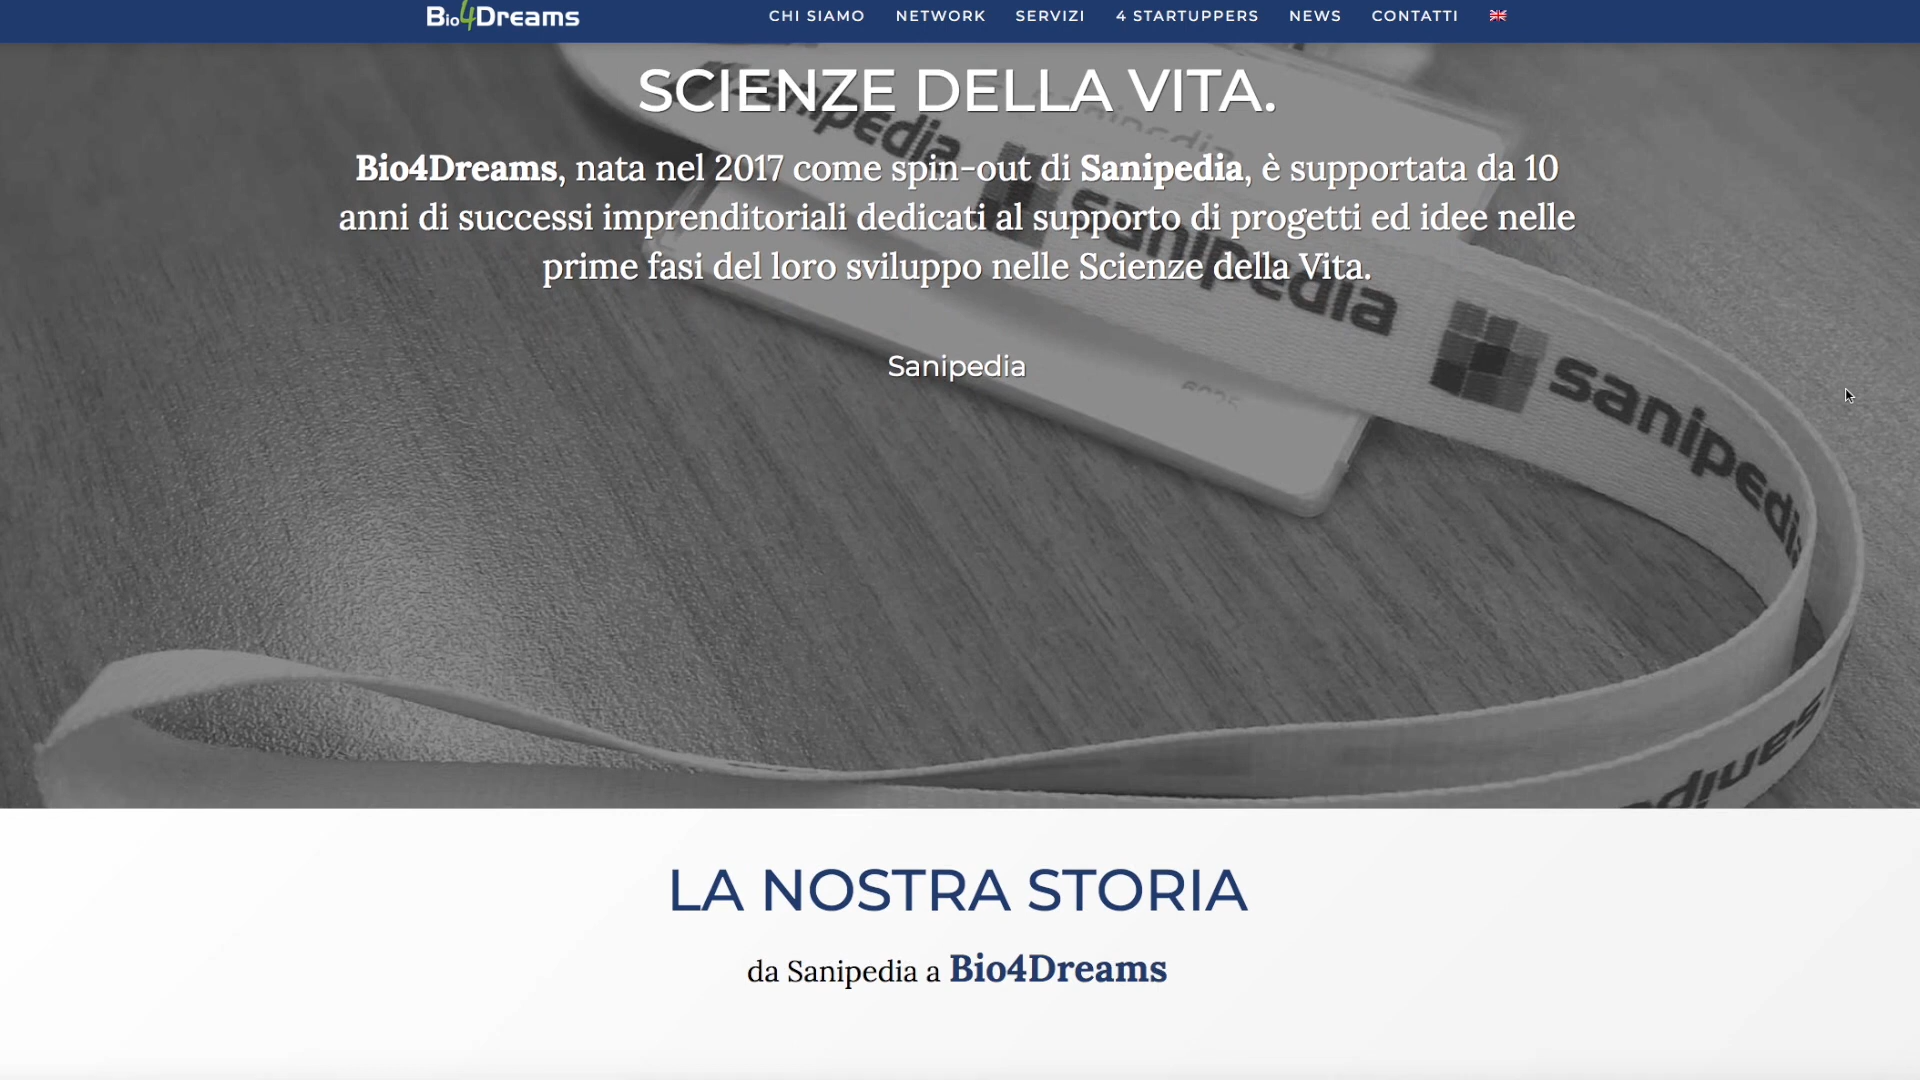 Bio4Dreams
CHI SIAMO NETWORK SERVIZI 4 STARTUPPERS NEWS CONTATTI
SCIENZE DELLA VITA.
Bio4Dreams, nata nel 2017 come spin-out di Sanipedia, è supportata da 10
anni di successi imprenditoriali dedicati al supporto di progetti ed idee nelle
prime fasi del loro sviluppo nelle Scienze della Vita.
Sanipedia
sanipedia
sanipedia
sanipedia
LA NOSTRA STORIA
da Sanipedia a Bio4Dreams